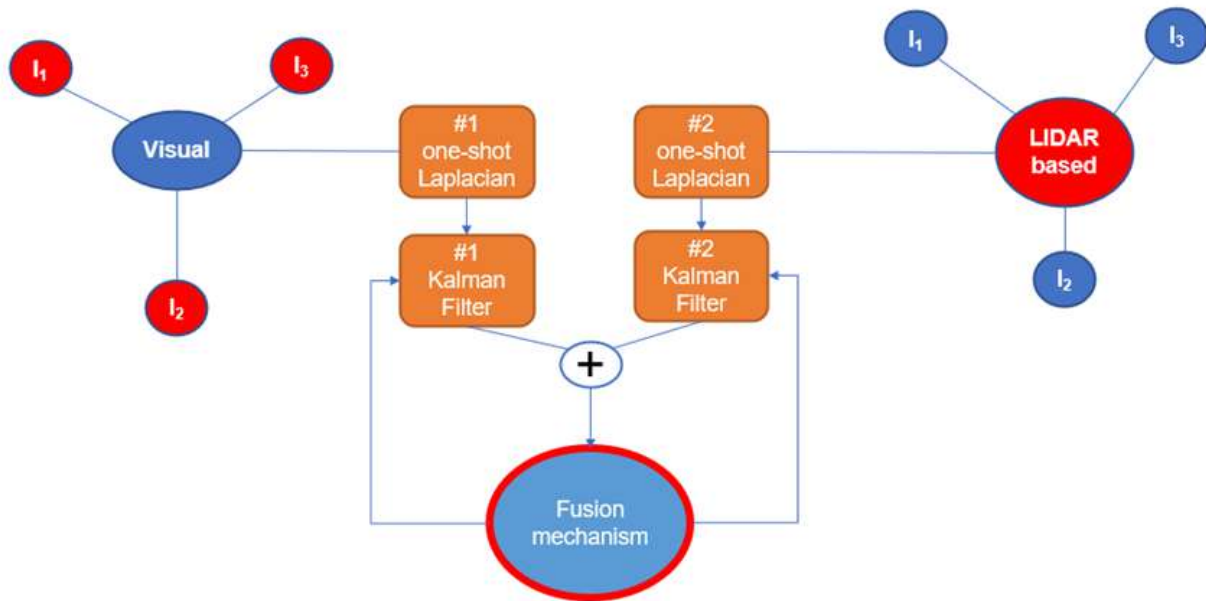 I₁
I₃
Visual
I₂
#1
one-shot
Laplacian
#2
one-shot
Laplacian
I₁
I₃
LIDAR
based
I₂
#1
Kalman
Filter
#2
Kalman
Filter
+
Fusion
mechanism